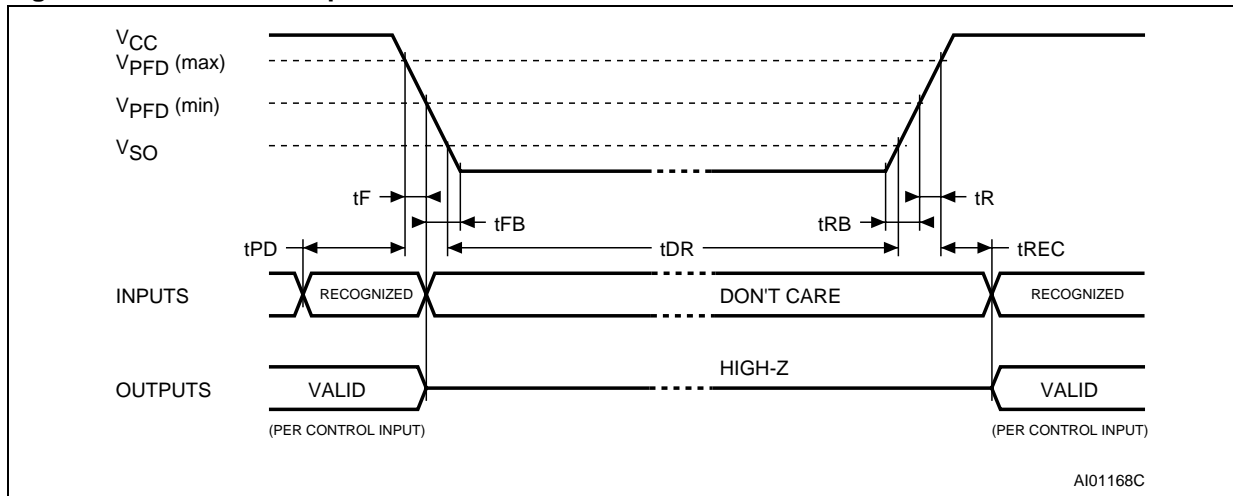 VCC
VPFD (max)
VPFD (min)
VSO
tF
tFB
tR
tRB
tPD
tDR
tREC
INPUTS
RECOGNIZED
DON'T CARE
RECOGNIZED
HIGH-Z
OUTPUTS
VALID
VALID
(PER CONTROL INPUT)
(PER CONTROL INPUT)
AI01168C